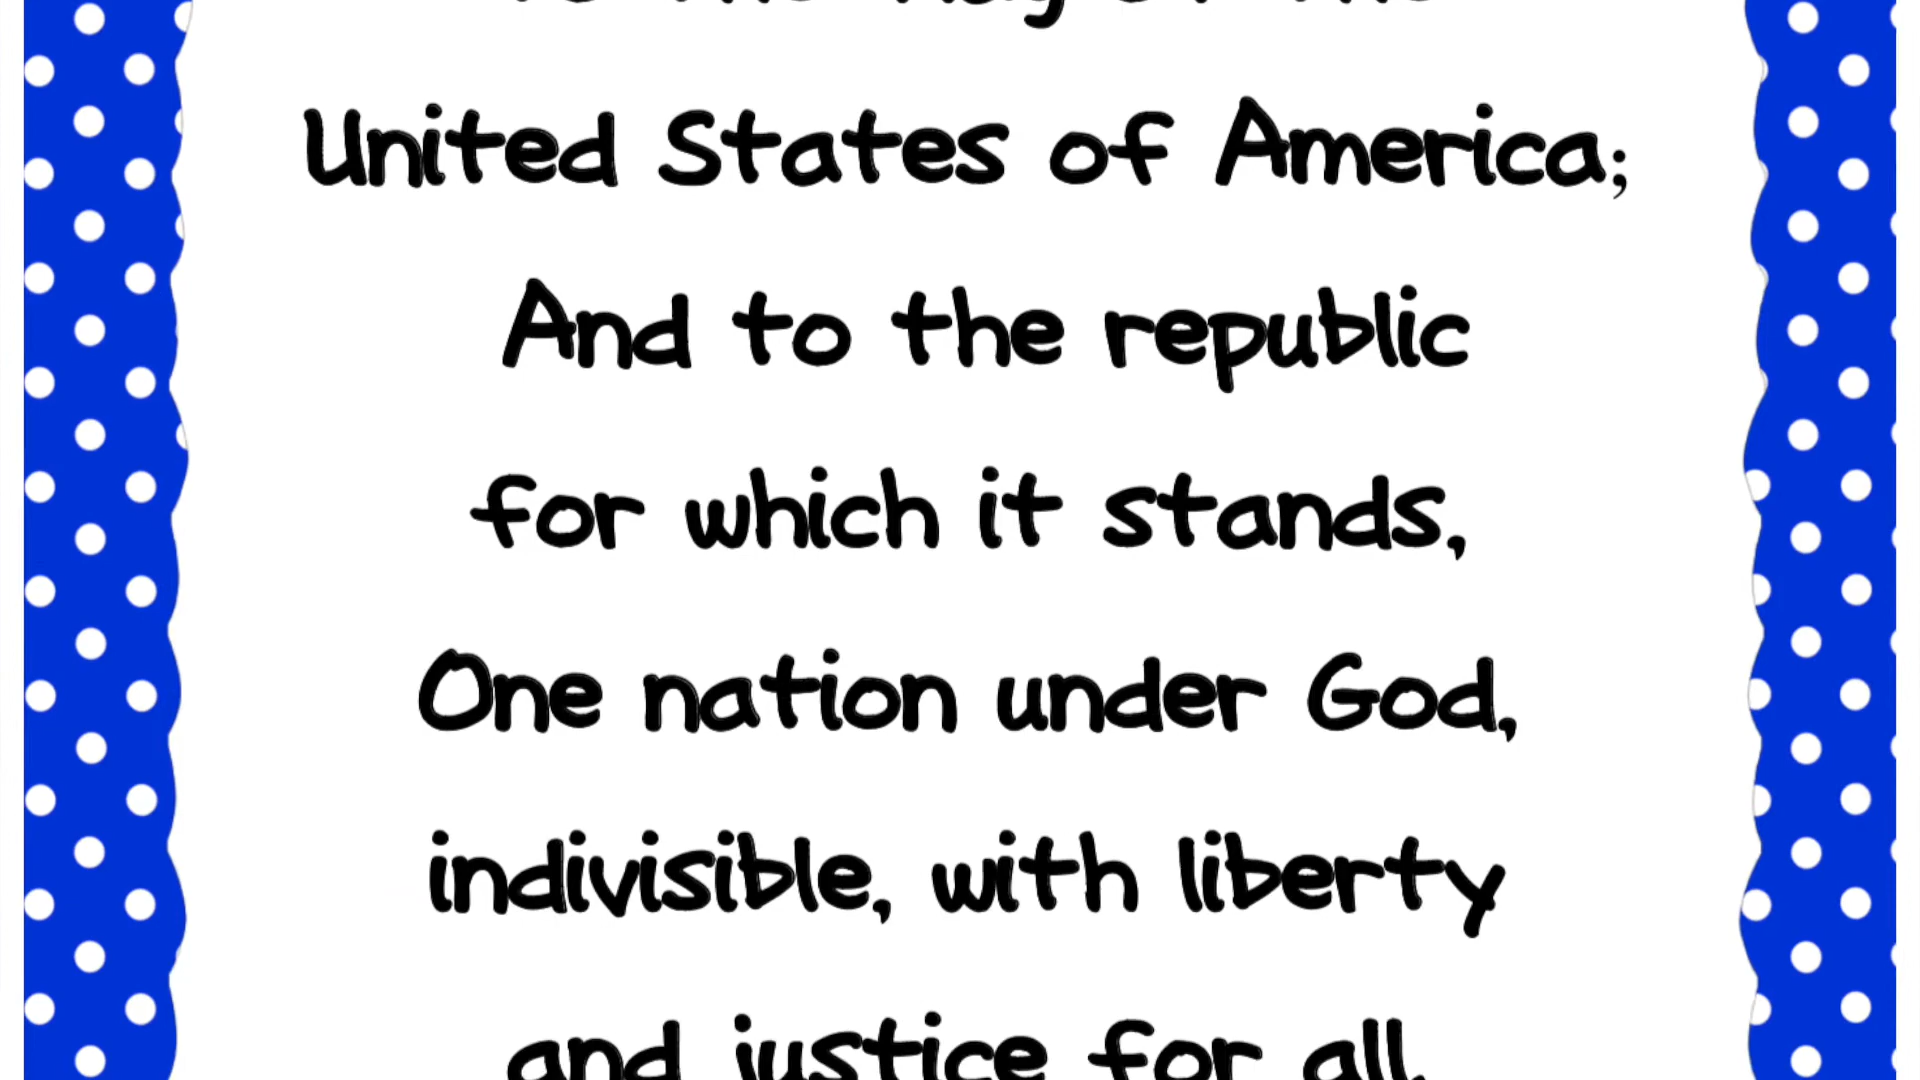 United States of America;
And to the republic
for which it stands,
One nation under God,
indivisible, with liberty
and justice for all.